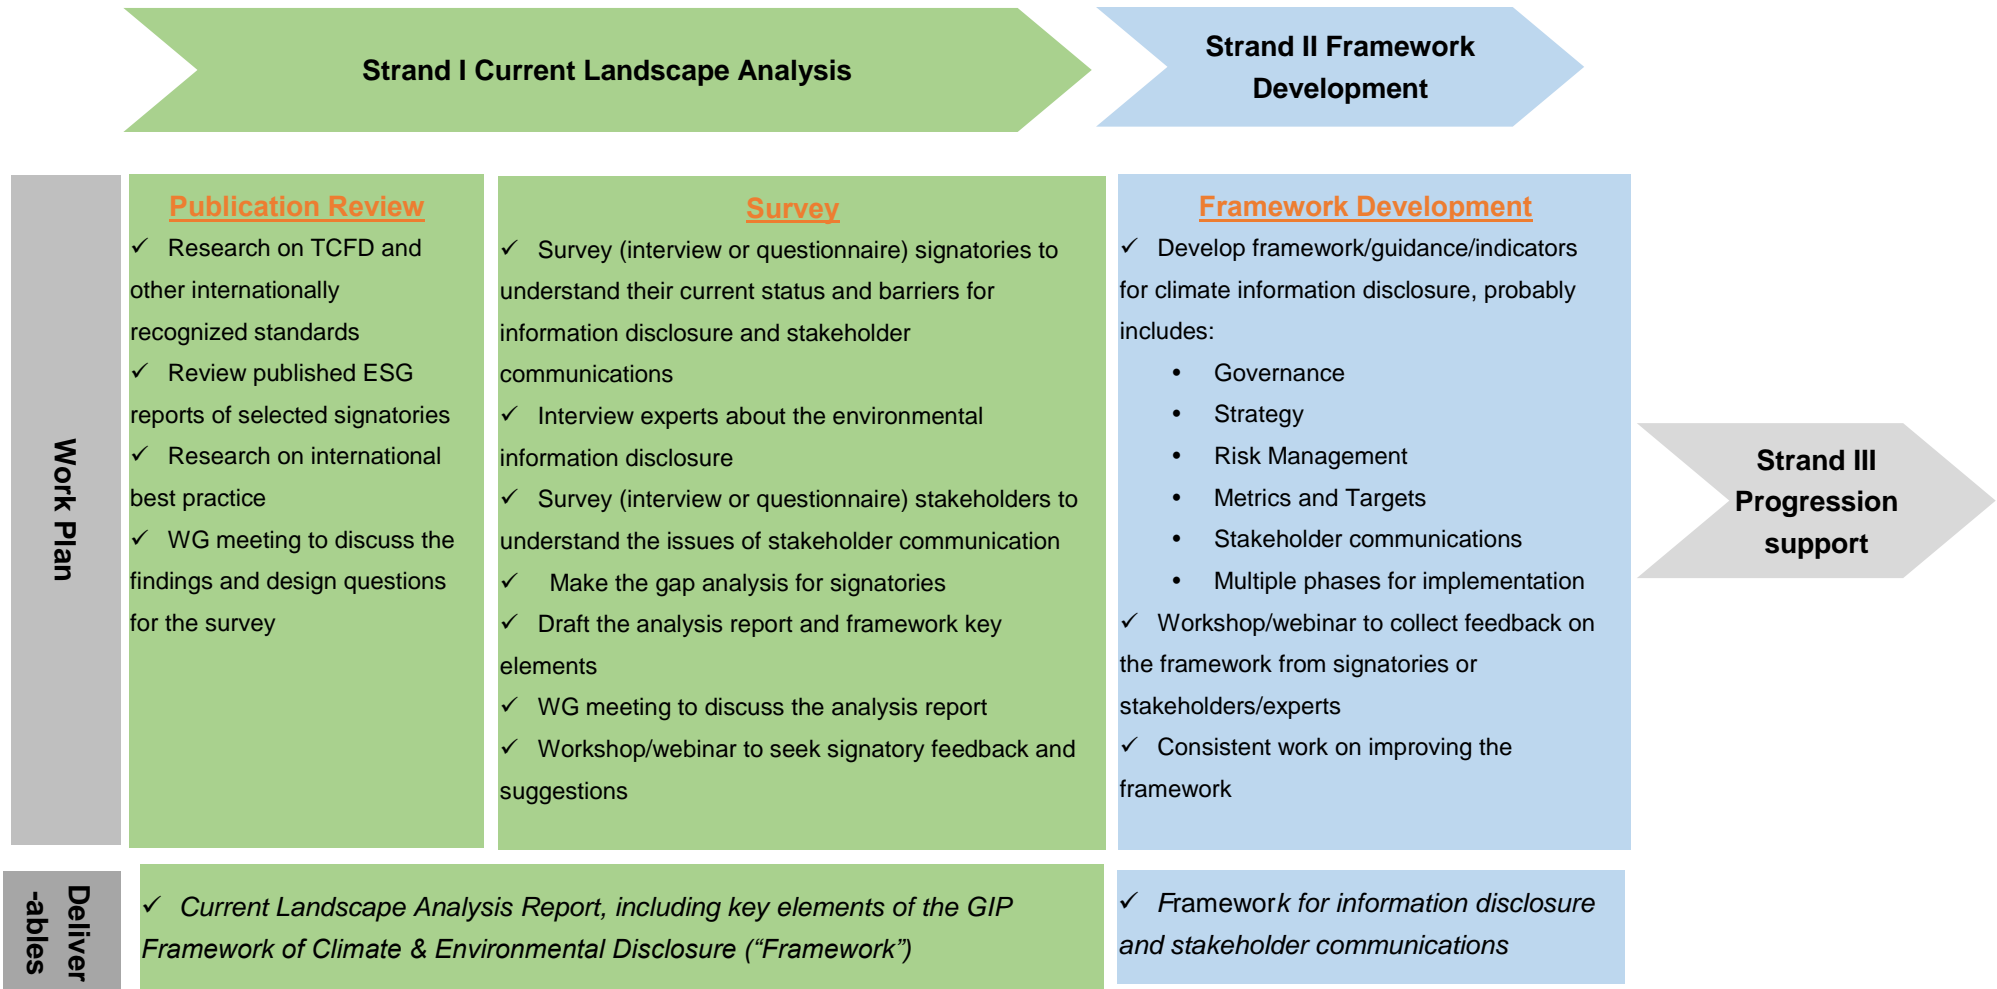 Strand I Current Landscape Analysis
Strand II Framework
Development
Work Plan
Publication Review
✓ Research on TCFD and
other internationally
recognized standards
✓ Review published ESG
reports of selected signatories
✓ Research on international
best practice
✓ WG meeting to discuss the
findings and design questions
for the survey
Survey
✓ Survey (interview or questionnaire) signatories to
understand their current status and barriers for
information disclosure and stakeholder
communications
✓ Interview experts about the environmental
information disclosure
✓ Survey (interview or questionnaire) stakeholders to
understand the issues of stakeholder communication
✓ Make the gap analysis for signatories
✓ Draft the analysis report and framework key
elements
✓ WG meeting to discuss the analysis report
✓ Workshop/webinar to seek signatory feedback and
suggestions
Framework Development
✓ Develop framework/guidance/indicators
for climate information disclosure, probably
includes:
• Governance
• Strategy
• Risk Management
• Metrics and Targets
• Stakeholder communications
• Multiple phases for implementation
✓ Workshop/webinar to collect feedback on
the framework from signatories or
stakeholders/experts
✓ Consistent work on improving the
framework
Strand III
Progression
support
Deliver
-ables
✓ Current Landscape Analysis Report, including key elements of the GIP
Framework of Climate & Environmental Disclosure (“Framework”)
✓ Framework for information disclosure
and stakeholder communications